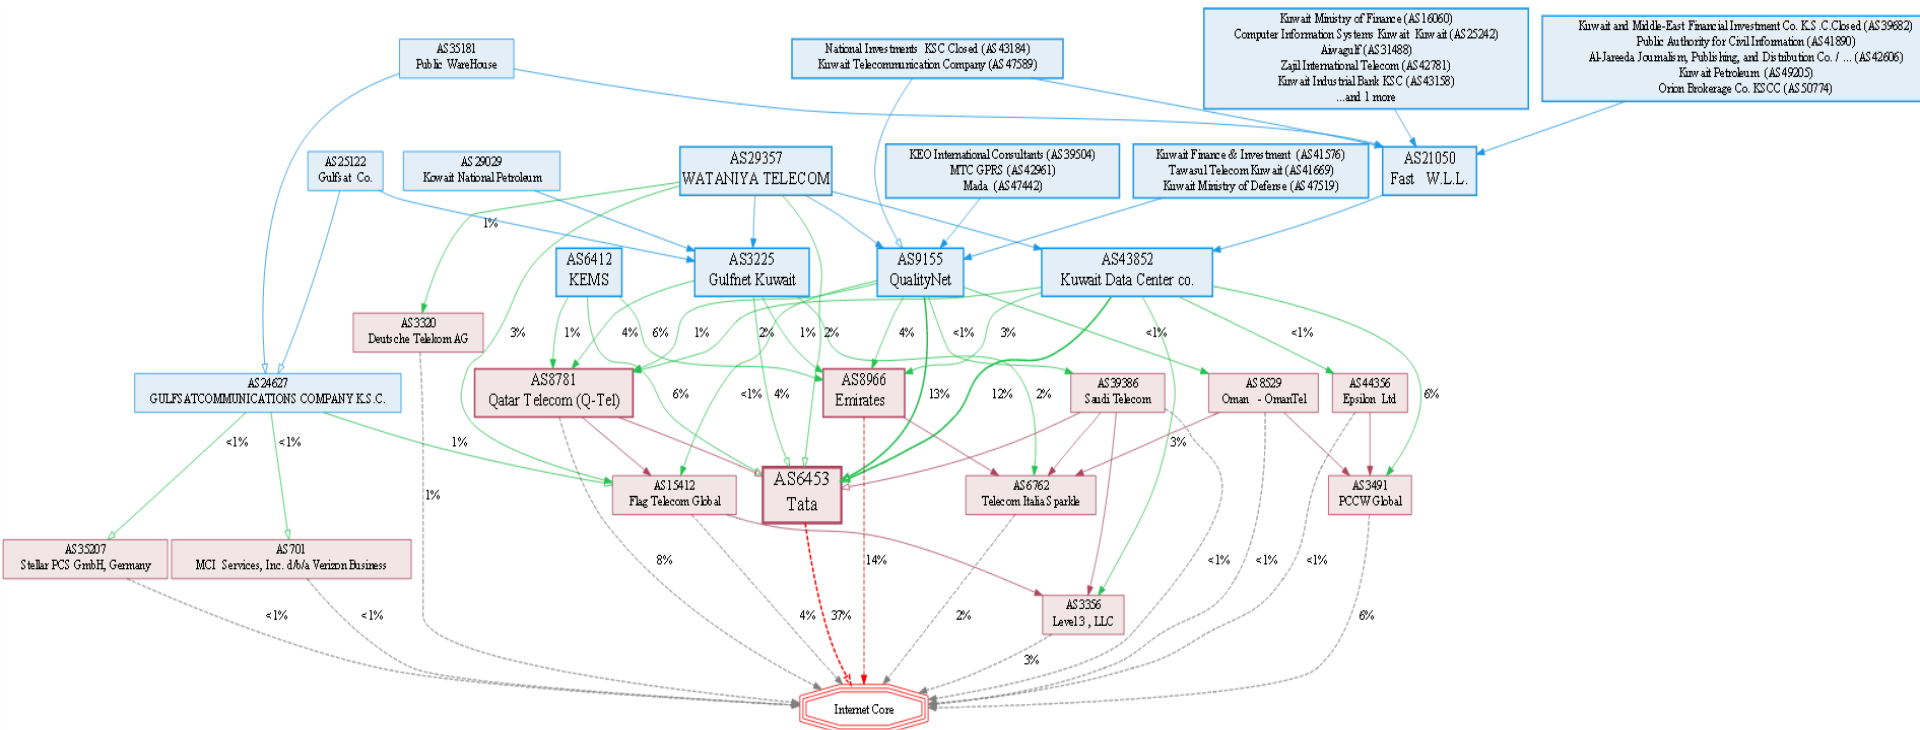 AS35181
Public WareHouse
National Investments KSC Closed (AS43184)
Kuwait Telecommunication Company (AS47589)
Kuwait Ministry of Finance (AS16060)
Computer Information Systems Kuwait Kuwait (AS25242)
Aiwagulf (AS31488)
Zajil International Telecom (AS42781)
Kuwait Industrial Bank KSC (AS43158)
...and 1 more
Kuwait and Middle-East Financial Investment Co. K.S.C.Closed (AS39682)
Public Authority for Civil Information (AS41890)
Al-Jareeda Journalism, Publishing, and Distribution Co. / ... (AS42606)
Kuwait Petroleum (AS49205)
Orion Brokerage Co. KSCC (AS50774)
AS25122
Gulfsat Co.
AS29029
Kowait National Petroleum
AS29357
WATANIYA TELECOM
KEO International Consultants (AS39504)
MTC GPRS (AS42961)
Mada (AS47442)
Kuwait Finance & Investment (AS41576)
Tawasul Telecom Kuwait (AS41669)
Kuwait Ministry of Defense (AS47519)
AS21050
Fast W.L.L.
1%
AS6412
KEMS
AS3225
Gulfnet Kuwait
AS9155
QualityNet
AS43852
Kuwait Data Center co.
AS3320
Deutsche Telekom AG
3%
1%
4%
6%
1%
2%
1%
2%
4%
<1%
3%
<1%
<1%
AS24627
GULFSATCOMMUNICATIONS COMPANY K.S.C.
AS8781
Qatar Telecom (Q-Tel)
6%
<1%
4%
AS8966
Emirates
13%
12%
2%
AS39386
Saudi Telecom
AS8529
Oman - OmanTel
AS44356
Epsilon Ltd
6%
<1%
<1%
1%
3%
1%
AS15412
Flag Telecom Global
AS6453
Tata
AS6762
Telecom Italia Sparkle
AS3491
PCCW Global
AS35207
Stellar PCS GmbH, Germany
AS701
MCI Services, Inc. d/b/a Verizon Business
8%
14%
<1%
<1%
<1%
<1%
<1%
4%
37%
2%
AS3356
Level 3 , LLC
6%
3%
Internet Core